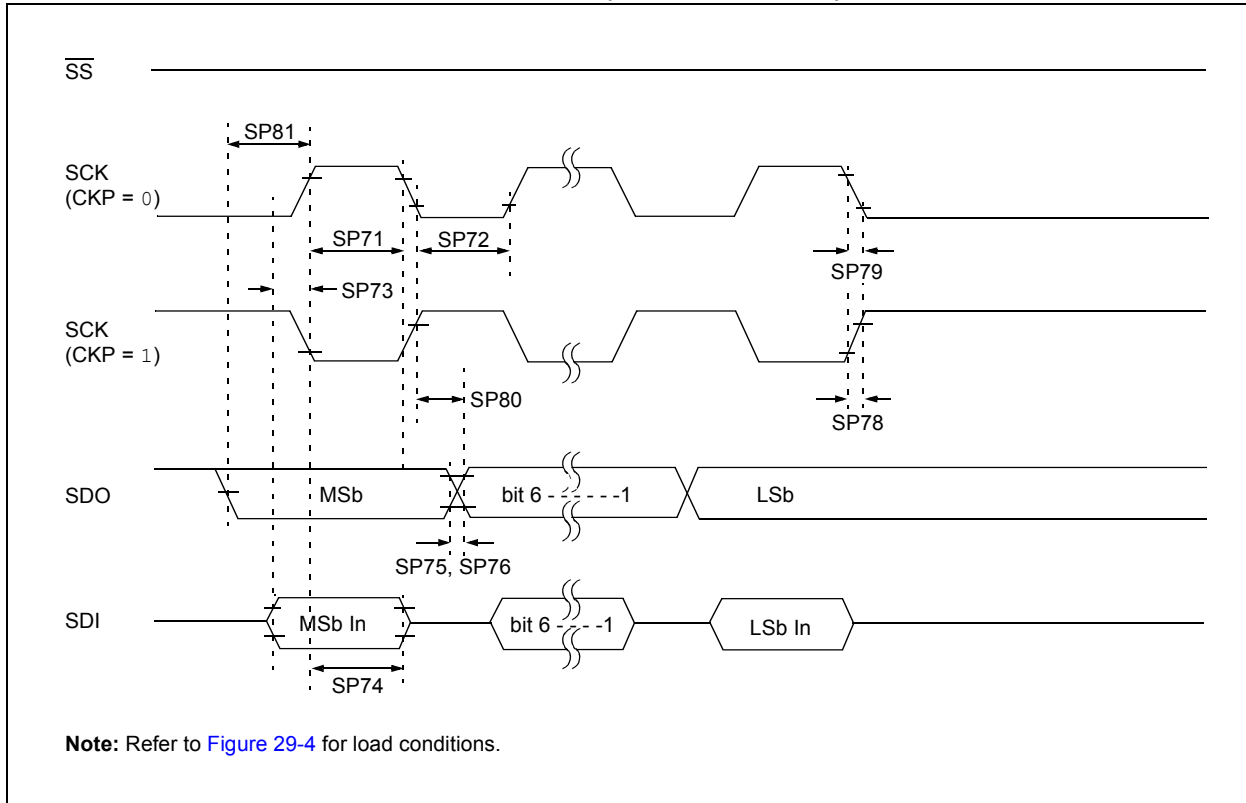 SS
SP81
SCK
(CKP = 0)
SP71
SP72
SP79
SP73
SCK
(CKP = 1)
SP80
SP78
SDO
MSb
bit 6 - - - - - -1
LSb
SP75, SP76
SDI
MSb In
bit 6 - - - -1
LSb In
SP74
Note: Refer to Figure 29-4 for load conditions.